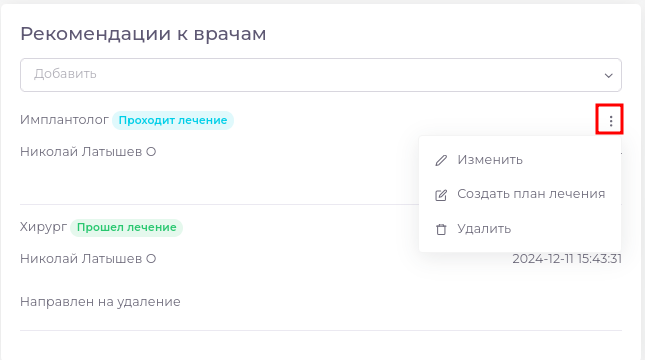 Рекомендации к врачам
Добавить
Имплантолог Проходит лечение
Николай Латышев О
Изменить
Создать план лечения
Удалить
Хирург Прошел лечение
Николай Латышев О 2024-12-11 15:43:31
Направлен на удаление